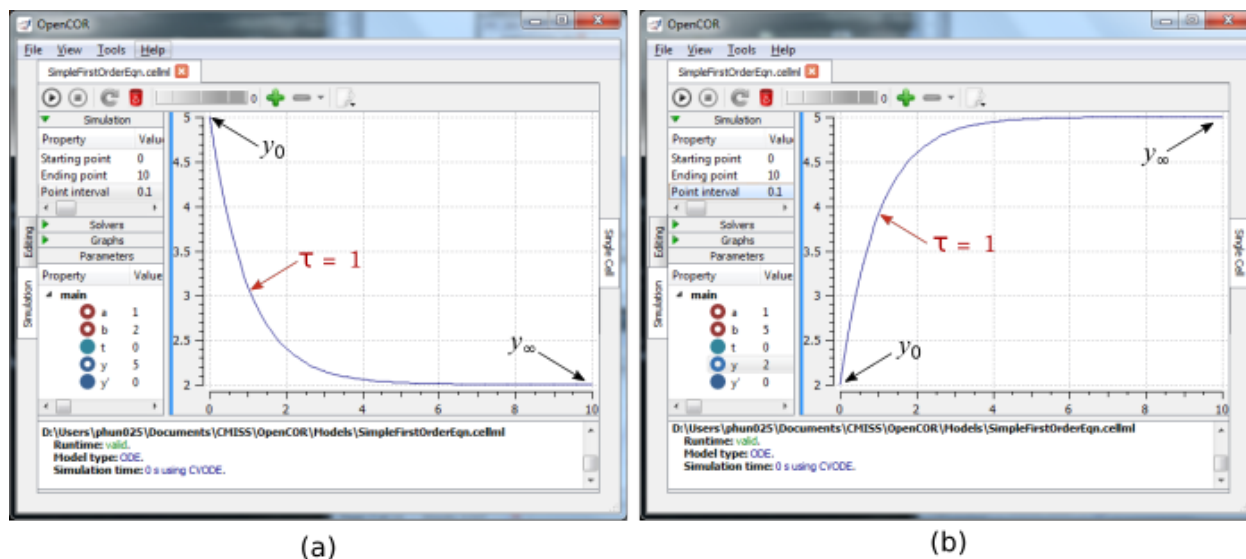 OpenCOR
File View Tools Help
SimpleFirstOrderEqn.cellml
0
Simulation
Property Valu
Starting point 0
Ending point 10
Point interval 0.1
Solvers
Graphs
Parameters
Property Value
main
a 1
b 2
t 0
y 5
y' 0
Editing
Simulation
5
4.5
4
3.5
3
2.5
2
0 2 4 6 8 10
y0
τ = 1
y∞
Single Cell
D:\Users\phun025\Documents\CMISS\OpenCOR\Models\SimpleFirstOrderEqn.cellml
Runtime: valid.
Model type: ODE.
Simulation time: 0 s using CVODE.
(a)
OpenCOR
File View Tools Help
SimpleFirstOrderEqn.cellml
0
Simulation
Property Valu
Starting point 0
Ending point 10
Point interval 0.1
Solvers
Graphs
Parameters
Property Value
main
a 1
b 5
t 0
y 2
y' 0
Editing
Simulation
5
4.5
4
3.5
3
2.5
2
0 2 4 6 8 10
y∞
τ = 1
y0
Single Cell
D:\Users\phun025\Documents\CMISS\OpenCOR\Models\SimpleFirstOrderEqn.cellml
Runtime: valid.
Model type: ODE.
Simulation time: 0 s using CVODE.
(b)